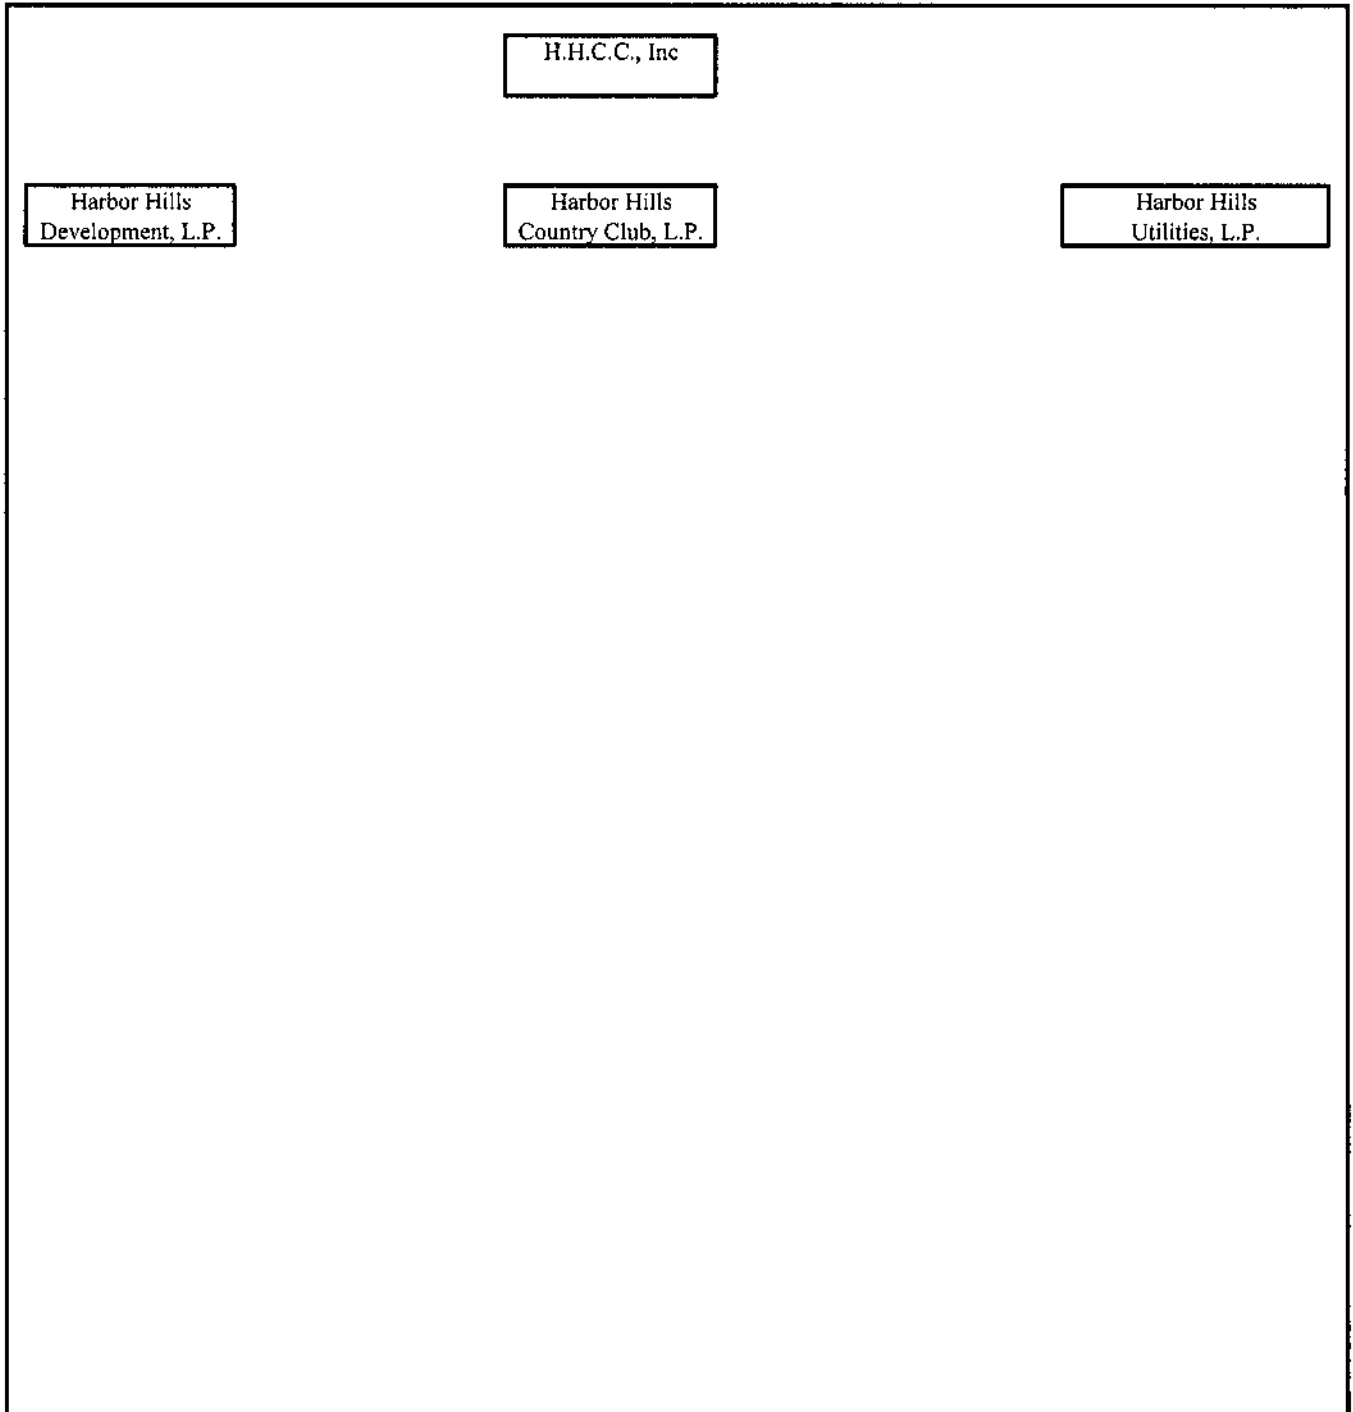 H.H.C.C., Inc
Harbor Hills
Development, L.P.
Harbor Hills
Country Club, L.P.
Harbor Hills
Utilities, L.P.